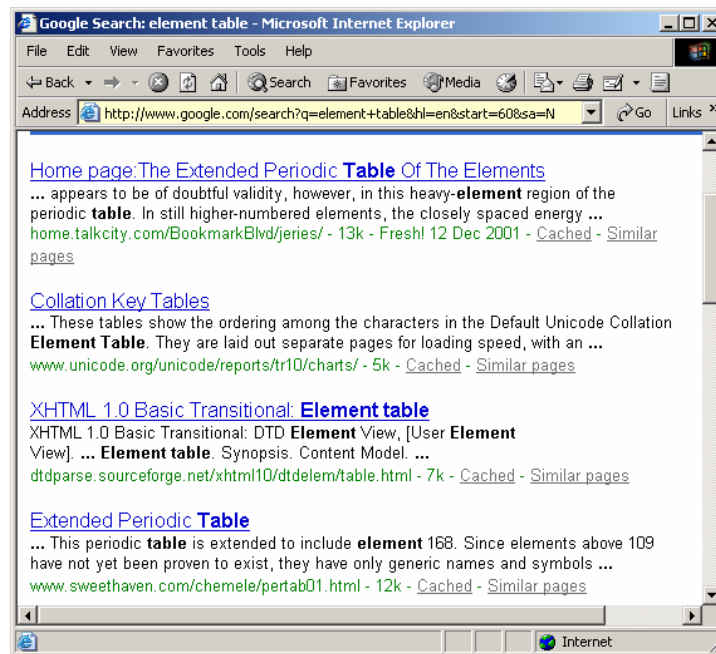 Google Search: element table - Microsoft Internet Explorer
File Edit View Favorites Tools Help
Back Search Favorites Media
Address http://www.google.com/search?q=element+table&hl=en&start=60&sa=N Go Links »
Home page:The Extended Periodic Table Of The Elements
... appears to be of doubtful validity, however, in this heavy-element region of the
periodic table. In still higher-numbered elements, the closely spaced energy ...
home.talkcity.com/BookmarkBlvd/jeries/ - 13k - Fresh! 12 Dec 2001 - Cached - Similar
pages
Collation Key Tables
... These tables show the ordering among the characters in the Default Unicode Collation
Element Table. They are laid out separate pages for loading speed, with an ...
www.unicode.org/unicode/reports/tr10/charts/ - 5k - Cached - Similar pages
XHTML 1.0 Basic Transitional: Element table
XHTML 1.0 Basic Transitional: DTD Element View, [User Element
View]. ... Element table. Synopsis. Content Model. ...
dtdparse.sourceforge.net/xhtml10/dtdelem/table.html - 7k - Cached - Similar pages
Extended Periodic Table
... This periodic table is extended to include element 168. Since elements above 109
have not yet been proven to exist, they have only generic names and symbols ...
www.sweethaven.com/chemele/pertab01.html - 12k - Cached - Similar pages
Internet